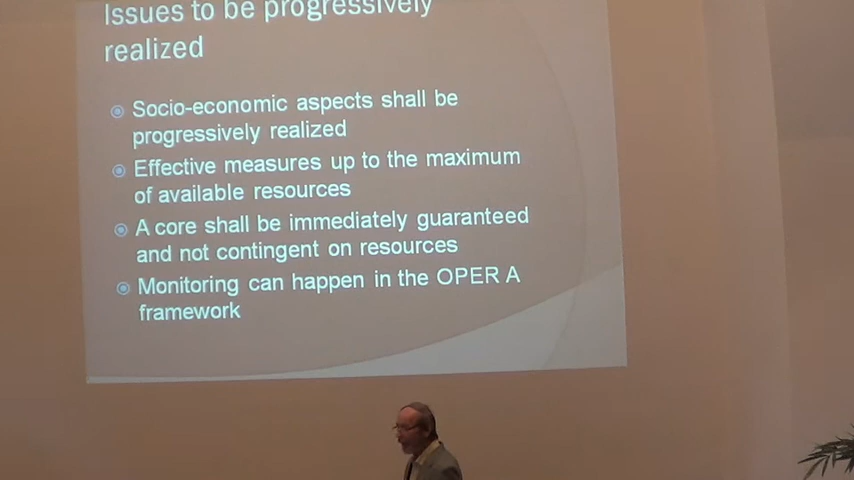 Issues to be progressively
realized
Socio-economic aspects shall be
progressively realized
Effective measures up to the maximum
of available resources
A core shall be immediately guaranteed
and not contingent on resources
Monitoring can happen in the OPER A
framework